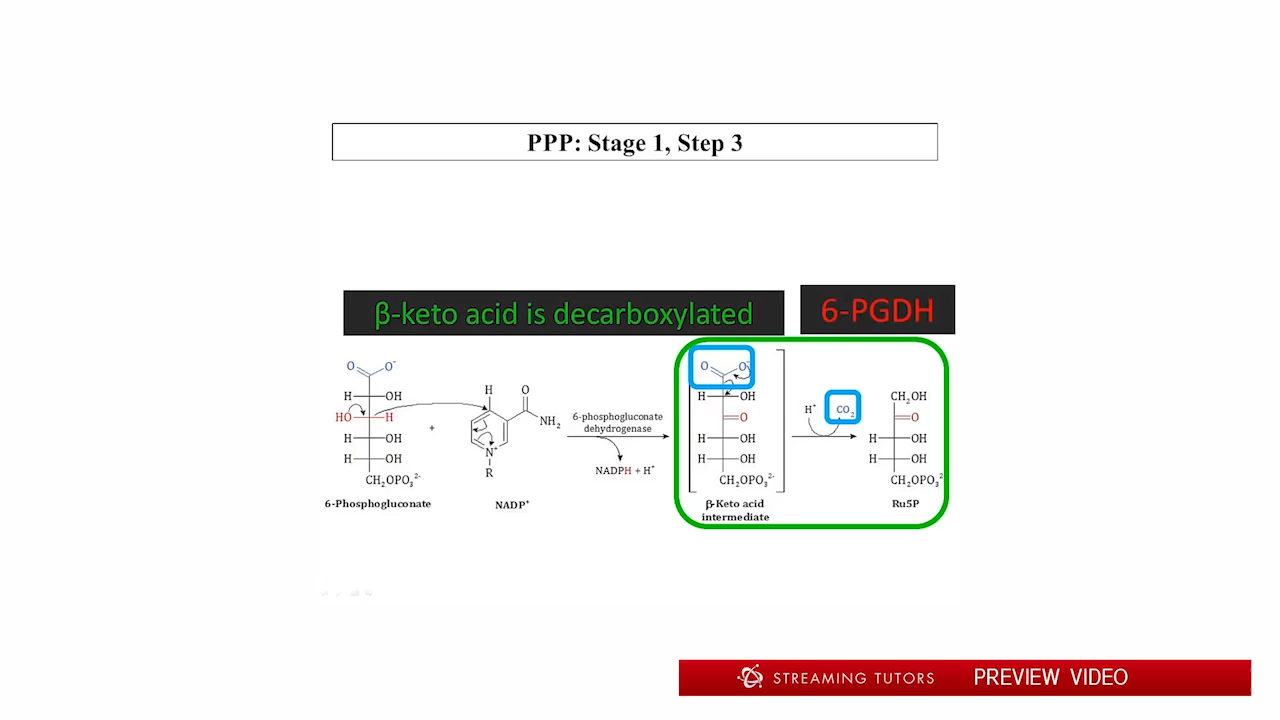 PPP: Stage 1, Step 3
β-keto acid is decarboxylated
6-PGDH
O O⁻
H OH
HO H
H OH
H OH
CH₂OPO₃²⁻
6-Phosphogluconate
+
H O
NH₂
N⁺
R
NADP⁺
6-phosphogluconate
dehydrogenase
NADPH + H⁺
O O⁻
H OH
O
H OH
H OH
CH₂OPO₃²⁻
β-Keto acid
intermediate
H⁺ CO₂
CH₂OH
O
H OH
H OH
CH₂OPO₃²
Ru5P
STREAMING TUTORS PREVIEW VIDEO